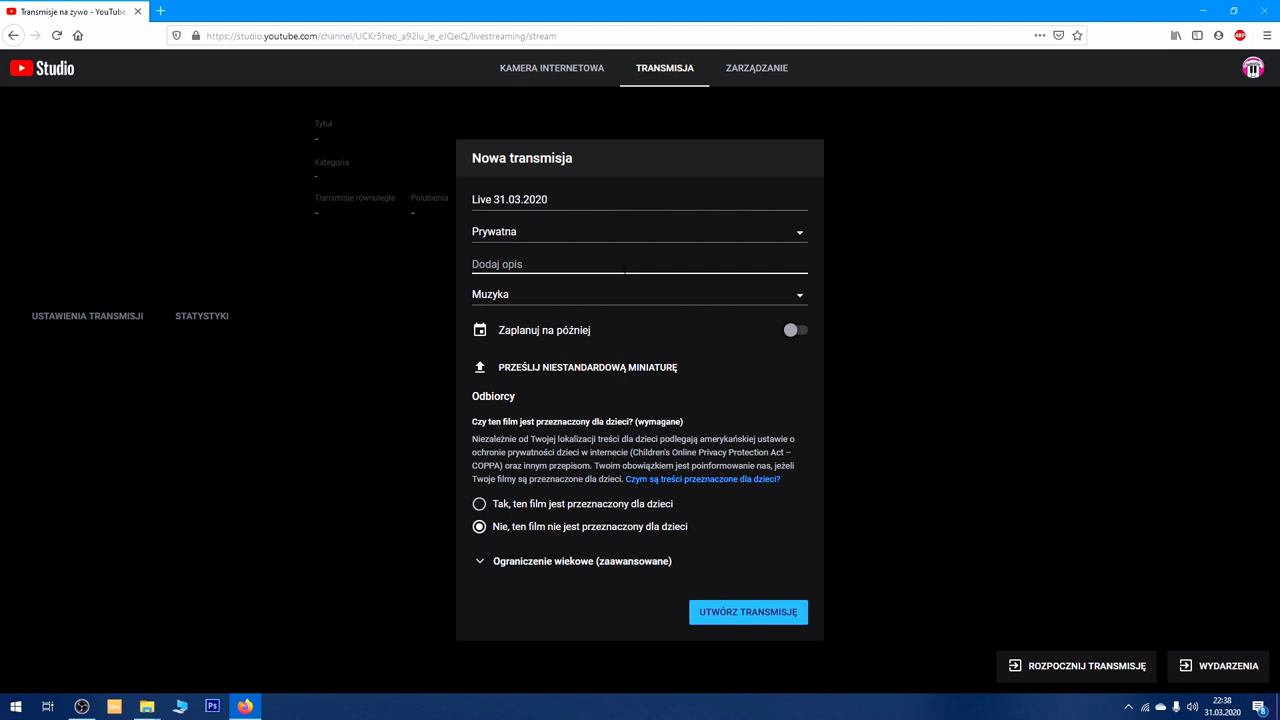 Transmisje na żywo - YouTube
https://studio.youtube.com/channel/UCKr5heo_a92lu_le_eJQeiQ/livestreaming/stream
ABP
Studio
KAMERA INTERNETOWA
TRANSMISJA
ZARZĄDZANIE
Tytuł
-
Kategoria
-
Transmisje równoległe Polubienia
- -
USTAWIENIA TRANSMISJI STATYSTYKI
Nowa transmisja
Live 31.03.2020
Prywatna
Dodaj opis
Muzyka
Zaplanuj na później
PRZEŚLIJ NIESTANDARDOWĄ MINIATURĘ
Odbiorcy
Czy ten film jest przeznaczony dla dzieci? (wymagane)
Niezależnie od Twojej lokalizacji treści dla dzieci podlegają amerykańskiej ustawie o
ochronie prywatności dzieci w internecie (Children's Online Privacy Protection Act –
COPPA) oraz innym przepisom. Twoim obowiązkiem jest poinformowanie nas, jeżeli
Twoje filmy są przeznaczone dla dzieci. Czym są treści przeznaczone dla dzieci?
Tak, ten film jest przeznaczony dla dzieci
Nie, ten film nie jest przeznaczony dla dzieci
Ograniczenie wiekowe (zaawansowane)
UTWÓRZ TRANSMISJĘ
ROZPOCZNIJ TRANSMISJĘ
WYDARZENIA
Ps
22:38
31.03.2020
8